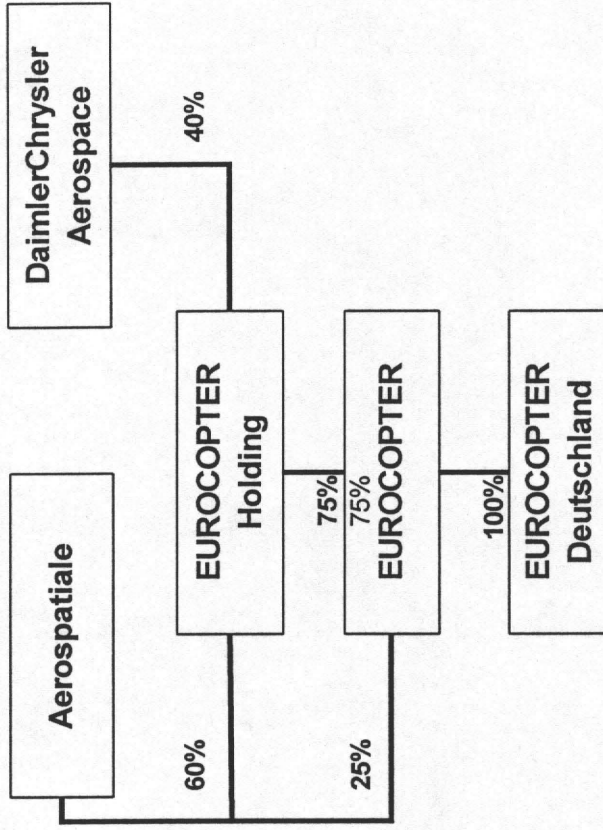 Aerospatiale
DaimlerChrysler
Aerospace
60%
40%
EUROCOPTER
Holding
75%
75%
25%
EUROCOPTER
100%
EUROCOPTER
Deutschland